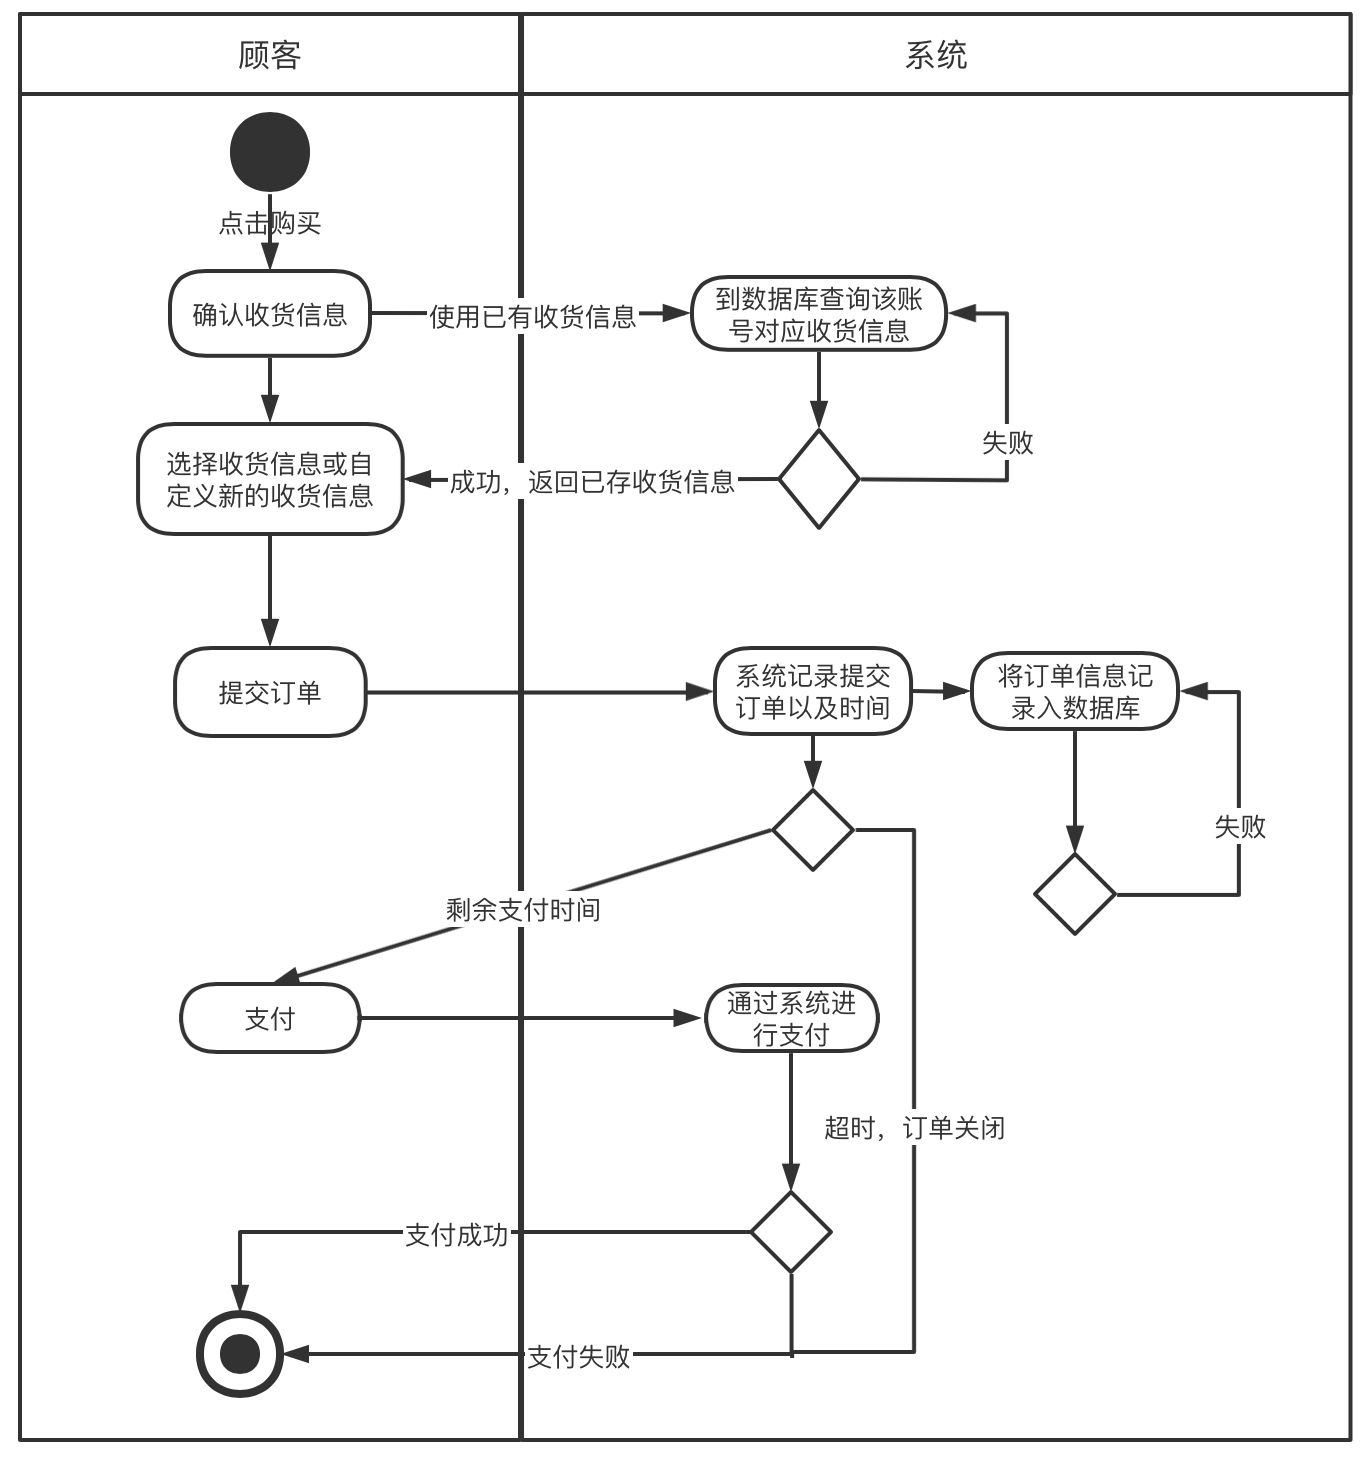 顾客
系统
点击购买
确认收货信息
使用已有收货信息
到数据库查询该账
号对应收货信息
失败
选择收货信息或自
定义新的收货信息
成功，返回已存收货信息
提交订单
系统记录提交
订单以及时间
将订单信息记
录入数据库
失败
剩余支付时间
支付
通过系统进
行支付
超时，订单关闭
支付成功
支付失败